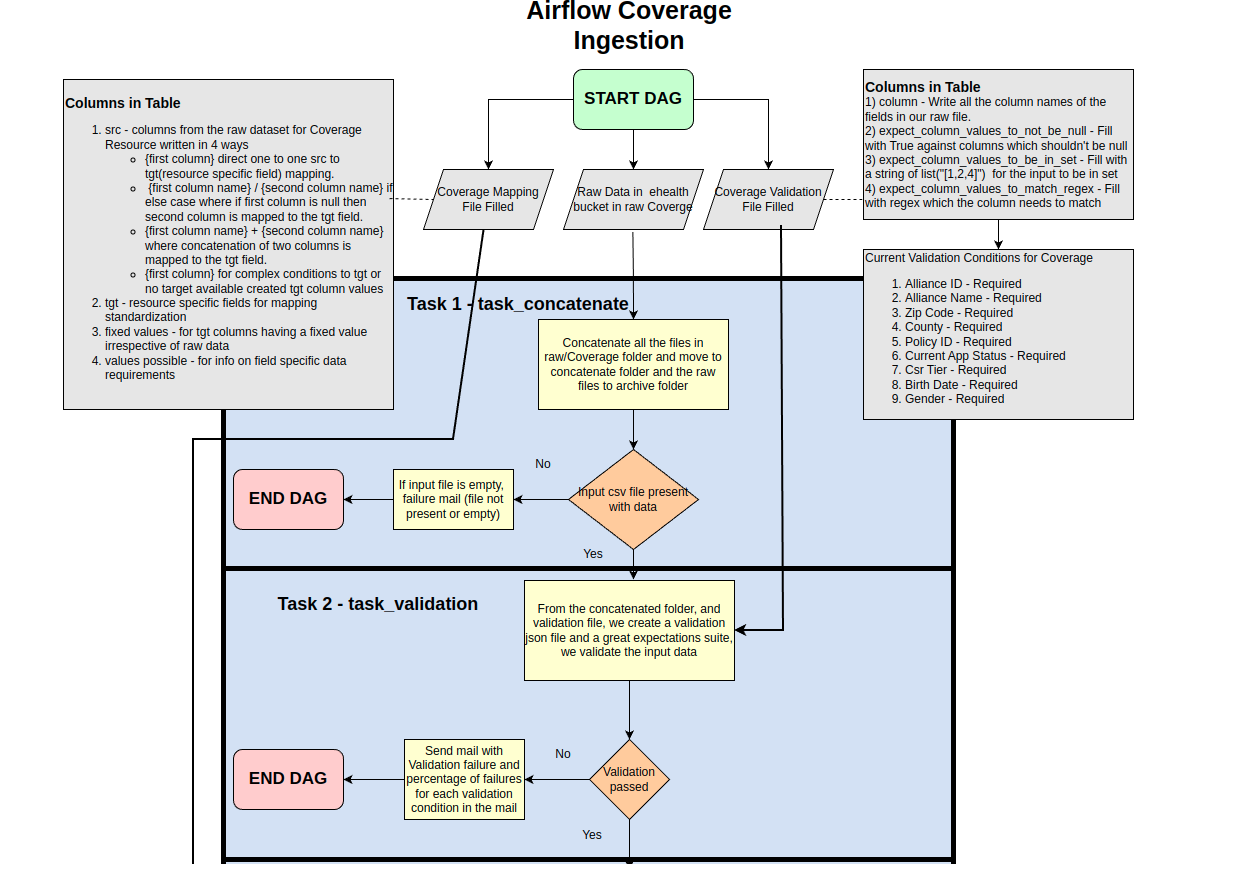 Airflow Coverage
Ingestion
START DAG
Columns in Table
1. src - columns from the raw dataset for Coverage
Resource written in 4 ways
{first column} direct one to one src to
tgt(resource specific field) mapping.
{first column name} / {second column name} if
else case where if first column is null then
second column is mapped to the tgt field.
{first column name} + {second column name}
where concatenation of two columns is
mapped to the tgt field.
{first column} for complex conditions to tgt or
no target available created tgt column values
2. tgt - resource specific fields for mapping
standardization
3. fixed values - for tgt columns having a fixed value
irrespective of raw data
4. values possible - for info on field specific data
requirements
Coverage Mapping
File Filled
Raw Data in ehealth
bucket in raw Coverge
Coverage Validation
File Filled
Columns in Table
1) column - Write all the column names of the
fields in our raw file.
2) expect_column_values_to_not_be_null - Fill
with True against columns which shouldn't be null
3) expect_column_values_to_be_in_set - Fill with
a string of list("[1,2,4]") for the input to be in set
4) expect_column_values_to_match_regex - Fill
with regex which the column needs to match
Current Validation Conditions for Coverage
1. Alliance ID - Required
2. Alliance Name - Required
3. Zip Code - Required
4. County - Required
5. Policy ID - Required
6. Current App Status - Required
7. Csr Tier - Required
8. Birth Date - Required
9. Gender - Required
Task 1 - task_concatenate
Concatenate all the files in
raw/Coverage folder and move to
concatenate folder and the raw
files to archive folder
Input csv file present
with data
No
If input file is empty,
failure mail (file not
present or empty)
END DAG
Yes
Task 2 - task_validation
From the concatenated folder, and
validation file, we create a validation
json file and a great expectations suite,
we validate the input data
Validation
passed
No
Send mail with
Validation failure and
percentage of failures
for each validation
condition in the mail
END DAG
Yes